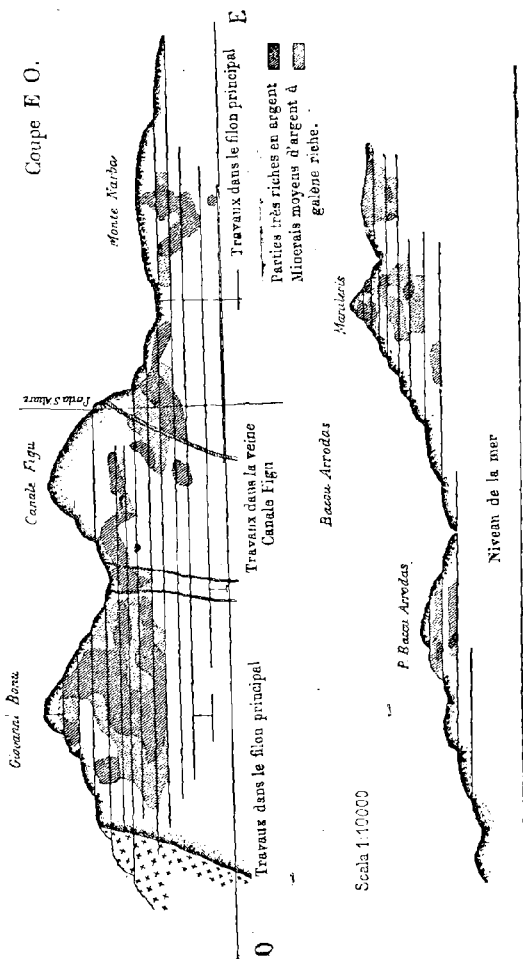 Coupe E O.
Giovanni Bonu
Canale Figu
Monte Narba
O
E
Travaux dans le filon principal
Travaux dans la veine
Canale Figu
Travaux dans le filon principal
Parties très riches en argent
Minerais moyens d'argent à
galène riche.
Scala 1:10000
Baccu Arrodas
P. Baccu Arrodas
Niveau de la mer